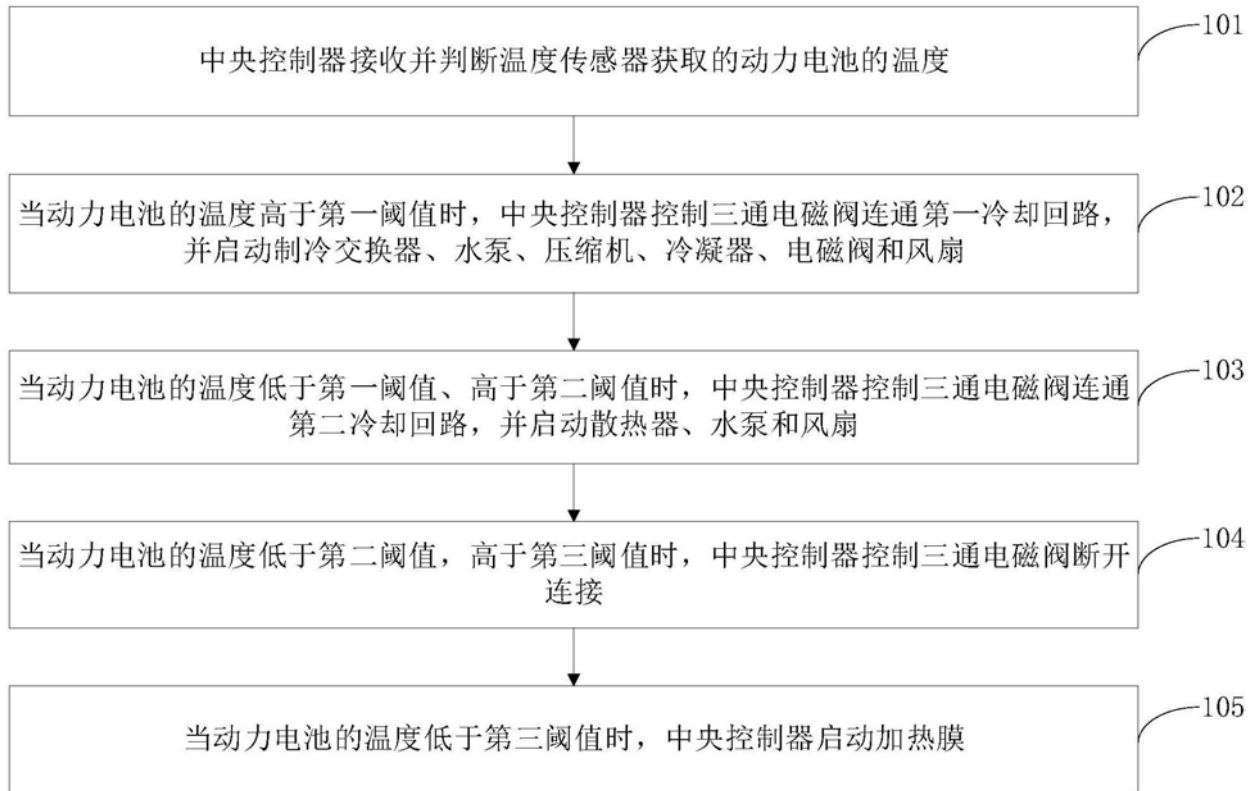 中央控制器接收并判断温度传感器获取的动力电池的温度
101
当动力电池的温度高于第一阈值时，中央控制器控制三通电磁阀连通第一冷却回路，
并启动制冷交换器、水泵、压缩机、冷凝器、电磁阀和风扇
102
当动力电池的温度低于第一阈值、高于第二阈值时，中央控制器控制三通电磁阀连通
第二冷却回路，并启动散热器、水泵和风扇
103
当动力电池的温度低于第二阈值，高于第三阈值时，中央控制器控制三通电磁阀断开
连接
104
当动力电池的温度低于第三阈值时，中央控制器启动加热膜
105